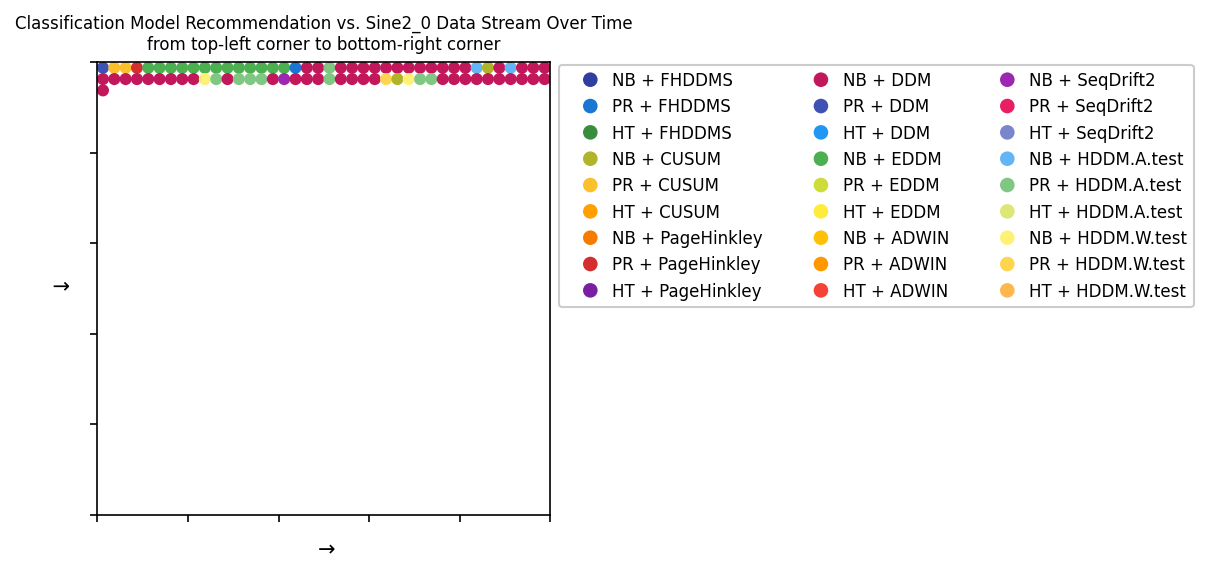 Classification Model Recommendation vs. Sine2_0 Data Stream Over Time
from top-left corner to bottom-right corner
NB + FHDDMS
PR + FHDDMS
HT + FHDDMS
NB + CUSUM
PR + CUSUM
HT + CUSUM
NB + PageHinkley
PR + PageHinkley
HT + PageHinkley
NB + DDM
PR + DDM
HT + DDM
NB + EDDM
PR + EDDM
HT + EDDM
NB + ADWIN
PR + ADWIN
HT + ADWIN
NB + SeqDrift2
PR + SeqDrift2
HT + SeqDrift2
NB + HDDM.A.test
PR + HDDM.A.test
HT + HDDM.A.test
NB + HDDM.W.test
PR + HDDM.W.test
HT + HDDM.W.test
→
→